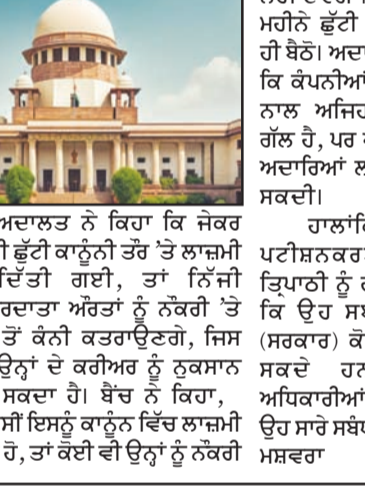 ਅਦਾਲਤ ਨੇ ਕਿਹਾ ਕਿ ਜੇਕਰ
ੀ ਛੁੱਟੀ ਕਾਨੂੰਨੀ ਤੌਰ ’ਤੇ ਲਾਜ਼ਮੀ
ਦਿੱਤੀ ਗਈ, ਤਾਂ ਨਿੱਜੀ
ਰਦਾਤਾ ਔਰਤਾਂ ਨੂੰ ਨੌਕਰੀ ’ਤੇ
ਤੋਂ ਕੰਨੀ ਕਤਰਾਉਣਗੇ, ਜਿਸ
ਉਨ੍ਹਾਂ ਦੇ ਕਰੀਅਰ ਨੂੰ ਨੁਕਸਾਨ
ਸਕਦਾ ਹੈ। ਬੈਂਚ ਨੇ ਕਿਹਾ,
ਸੀਂ ਇਸਨੂੰ ਕਾਨੂੰਨ ਵਿੱਚ ਲਾਜ਼ਮੀ
ਹੋ, ਤਾਂ ਕੋਈ ਵੀ ਉਨ੍ਹਾਂ ਨੂੰ ਨੌਕਰੀ
ਮਹੀਨੇ ਛੁੱਟੀ
ਹੀ ਬੈਠੋ। ਅਦਾ
ਕਿ ਕੰਪਨੀਆਂ
ਨਾਲ ਅਜਿਹ
ਗੱਲ ਹੈ, ਪਰ
ਅਦਾਰਿਆਂ ਲ
ਸਕਦੀ।
ਹਾਲਾਂਕਿ
ਪਟੀਸ਼ਨਕਰ
ਤ੍ਰਿਪਾਠੀ ਨੂੰ
ਕਿ ਉਹ ਸਬ
(ਸਰਕਾਰ) ਕੋ
ਸਕਦੇ ਹਨ
ਅਧਿਕਾਰੀਆਂ
ਉਹ ਸਾਰੇ ਸਬੰਧ
ਮਸ਼ਵਰਾ